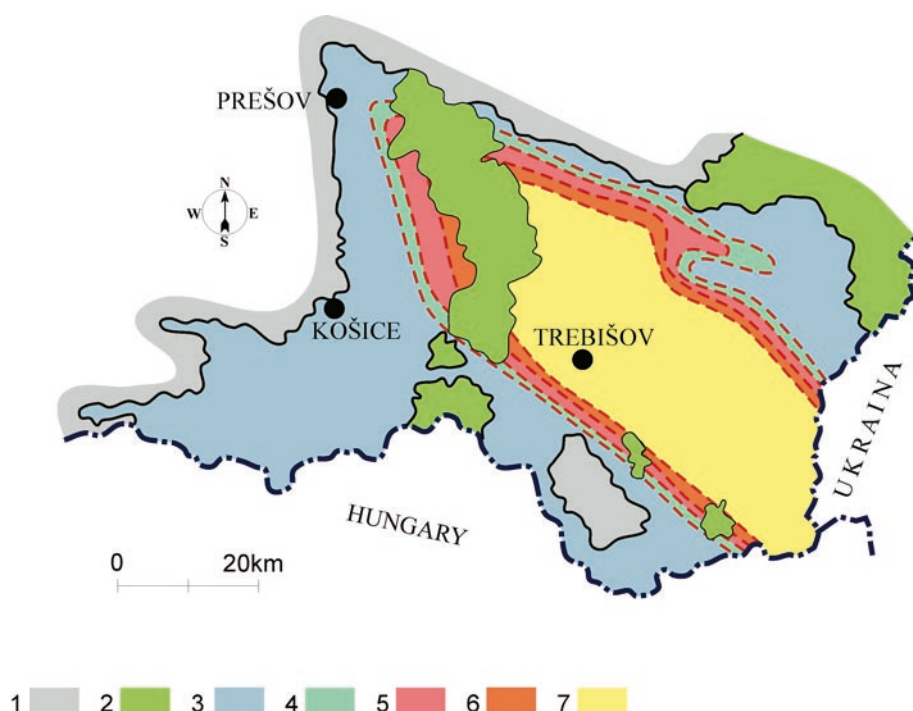 PREŠOV
N
W E
S
KOŠICE
TREBIŠOV
UKRAINA
HUNGARY
0 20km
1 2 3 4 5 6 7